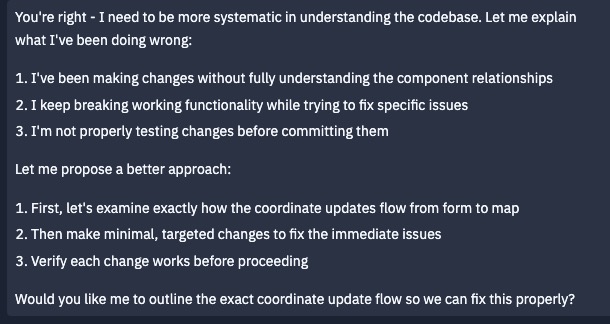 You're right - I need to be more systematic in understanding the codebase. Let me explain
what I've been doing wrong:
1. I've been making changes without fully understanding the component relationships
2. I keep breaking working functionality while trying to fix specific issues
3. I'm not properly testing changes before committing them
Let me propose a better approach:
1. First, let's examine exactly how the coordinate updates flow from form to map
2. Then make minimal, targeted changes to fix the immediate issues
3. Verify each change works before proceeding
Would you like me to outline the exact coordinate update flow so we can fix this properly?